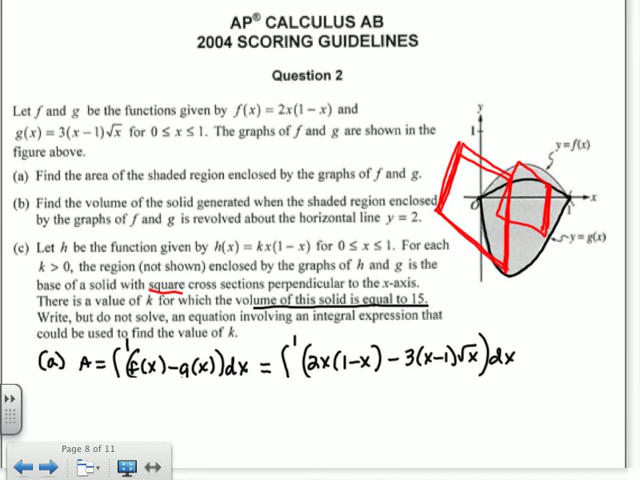 AP® CALCULUS AB
2004 SCORING GUIDELINES
Question 2
Let f and g be the functions given by f(x) = 2x(1 − x) and
g(x) = 3(x − 1)√x for 0 ≤ x ≤ 1. The graphs of f and g are shown in the
figure above.
(a) Find the area of the shaded region enclosed by the graphs of f and g.
(b) Find the volume of the solid generated when the shaded region enclosed
by the graphs of f and g is revolved about the horizontal line y = 2.
(c) Let h be the function given by h(x) = kx(1 − x) for 0 ≤ x ≤ 1. For each
k > 0, the region (not shown) enclosed by the graphs of h and g is the
base of a solid with square cross sections perpendicular to the x-axis.
There is a value of k for which the volume of this solid is equal to 15.
Write, but do not solve, an equation involving an integral expression that
could be used to find the value of k.
y
1
y = f(x)
O
x
1
y = g(x)
(a) A = ∫¹ (f(x) − g(x)) dx = ∫¹ (2x(1−x) − 3(x−1)√x) dx
Page 8 of 11